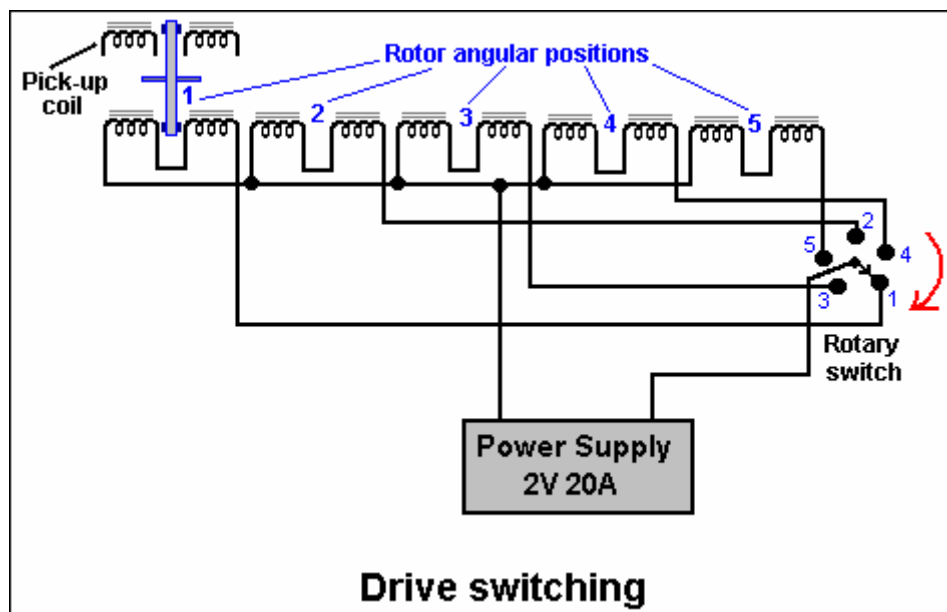 Rotor angular positions
Pick-up
coil
1
2
3
4
5
2
5
4
3
1
Rotary
switch
Power Supply
2V 20A
Drive switching